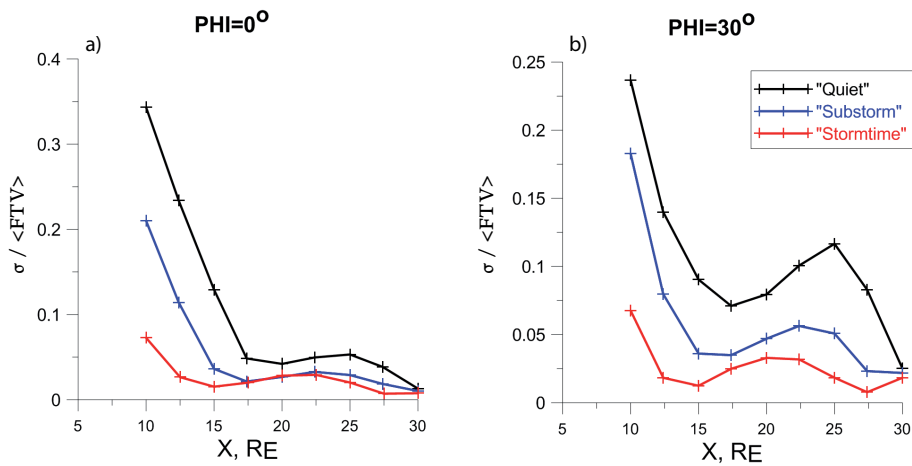 PHI=0⁰
a)
0.4
0.3
0.2
0.1
0
σ / <FTV>
5 10 15 20 25 30
X, RE
PHI=30⁰
b)
0.25
0.2
0.15
0.1
0.05
0
σ / <FTV>
5 10 15 20 25 30
X, RE
"Quiet"
"Substorm"
"Stormtime"